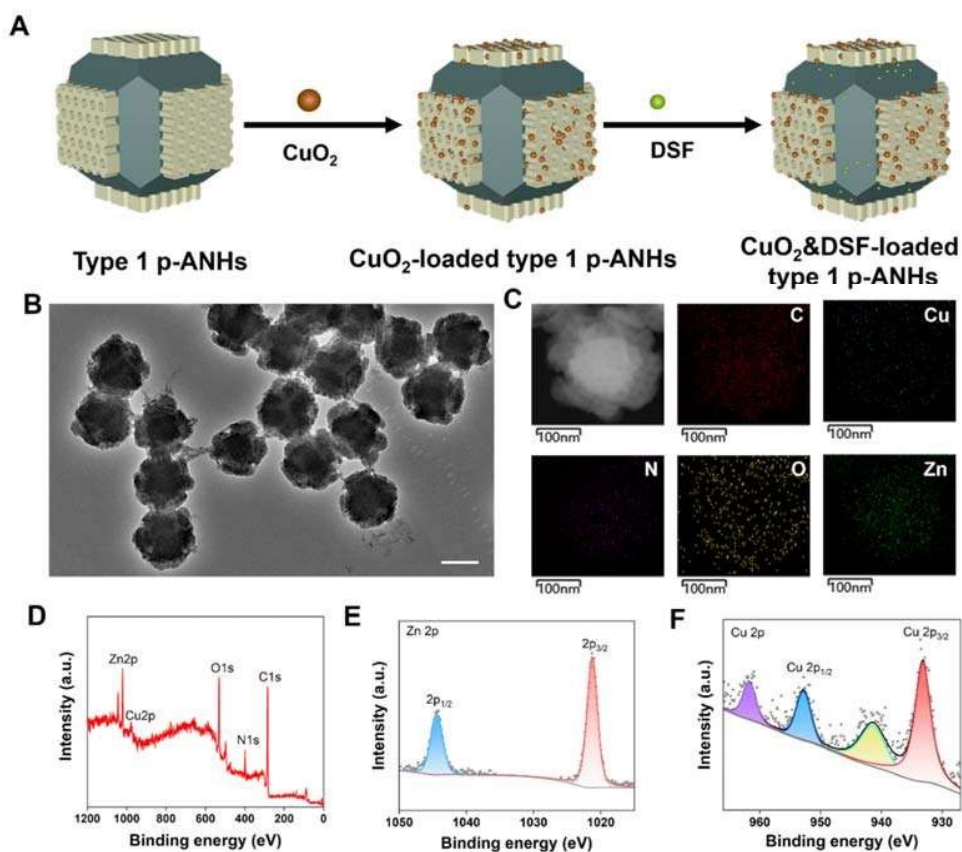 A
CuO₂
DSF
Type 1 p-ANHs
CuO₂-loaded type 1 p-ANHs
CuO₂&DSF-loaded
type 1 p-ANHs
B
C
C
Cu
100nm
100nm
100nm
N
O
Zn
100nm
100nm
100nm
D
Intensity (a.u.)
Zn2p
Cu2p
O1s
N1s
C1s
1200 1000 800 600 400 200 0
Binding energy (eV)
E
Intensity (a.u.)
Zn 2p
2p₁/₂
2p₃/₂
1050 1040 1030 1020
Binding energy (eV)
F
Intensity (a.u.)
Cu 2p
Cu 2p₁/₂
Cu 2p₃/₂
960 950 940 930
Binding energy (eV)